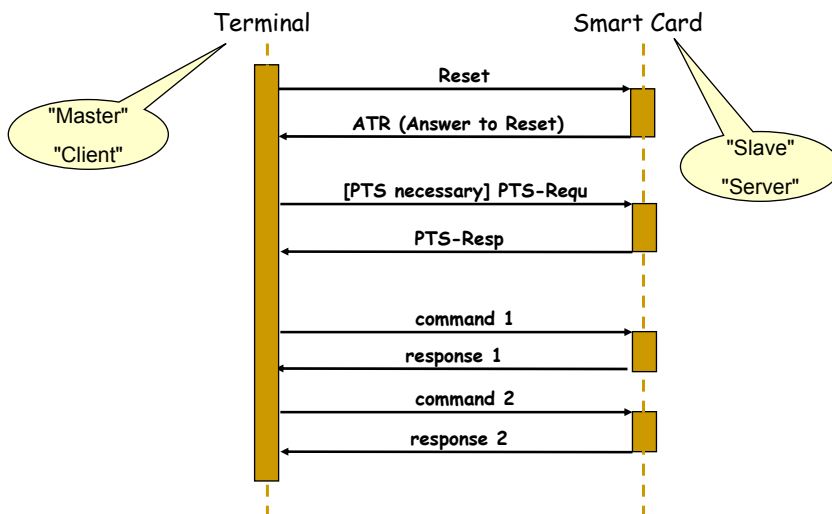 Terminal
Smart Card
Reset
"Master"
"Client"
ATR (Answer to Reset)
"Slave"
"Server"
[PTS necessary] PTS-Requ
PTS-Resp
command 1
response 1
command 2
response 2